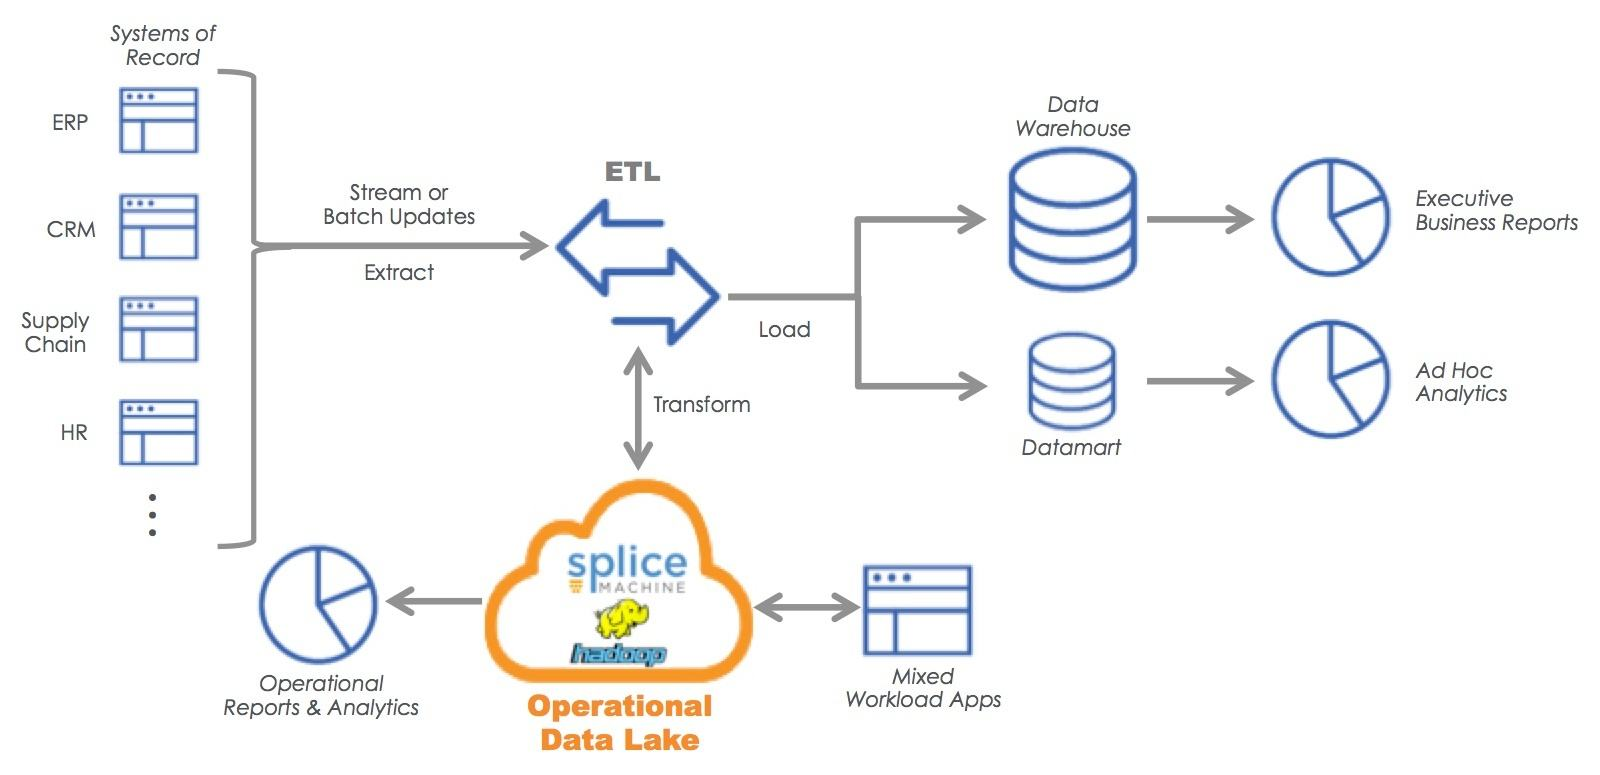 Systems of
Record
ERP
CRM
Supply
Chain
HR
Stream or
Batch Updates
Extract
ETL
Load
Transform
Data
Warehouse
Executive
Business Reports
Datamart
Ad Hoc
Analytics
splice
MACHINE
hadoop
Operational
Data Lake
Operational
Reports & Analytics
Mixed
Workload Apps